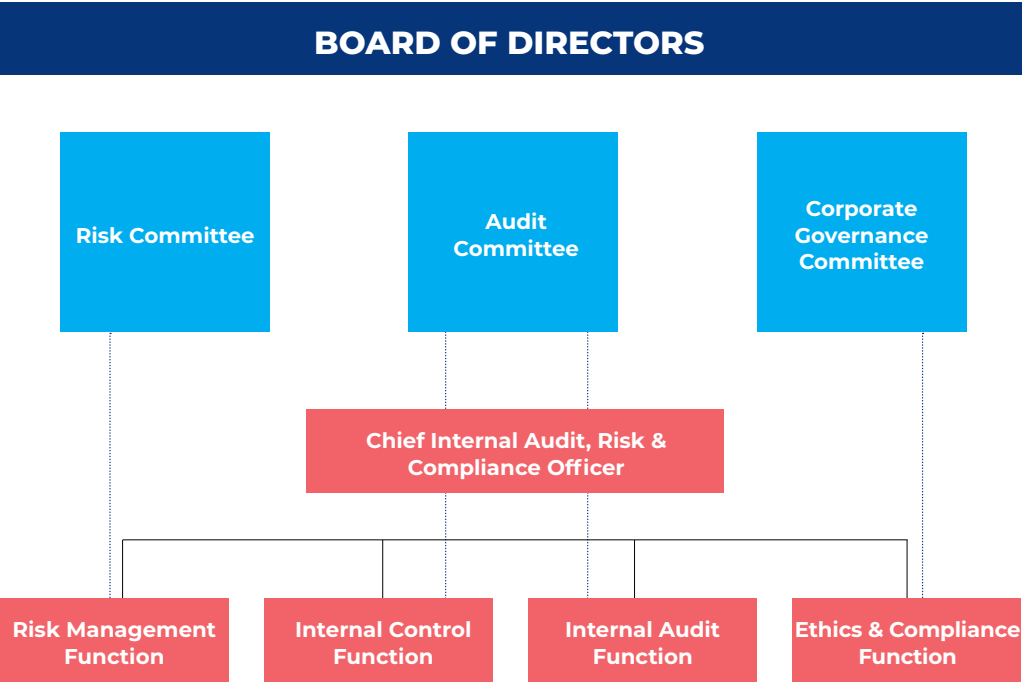 BOARD OF DIRECTORS
Risk Committee
Audit
Committee
Corporate
Governance
Committee
Chief Internal Audit, Risk &
Compliance Officer
Risk Management
Function
Internal Control
Function
Internal Audit
Function
Ethics & Compliance
Function